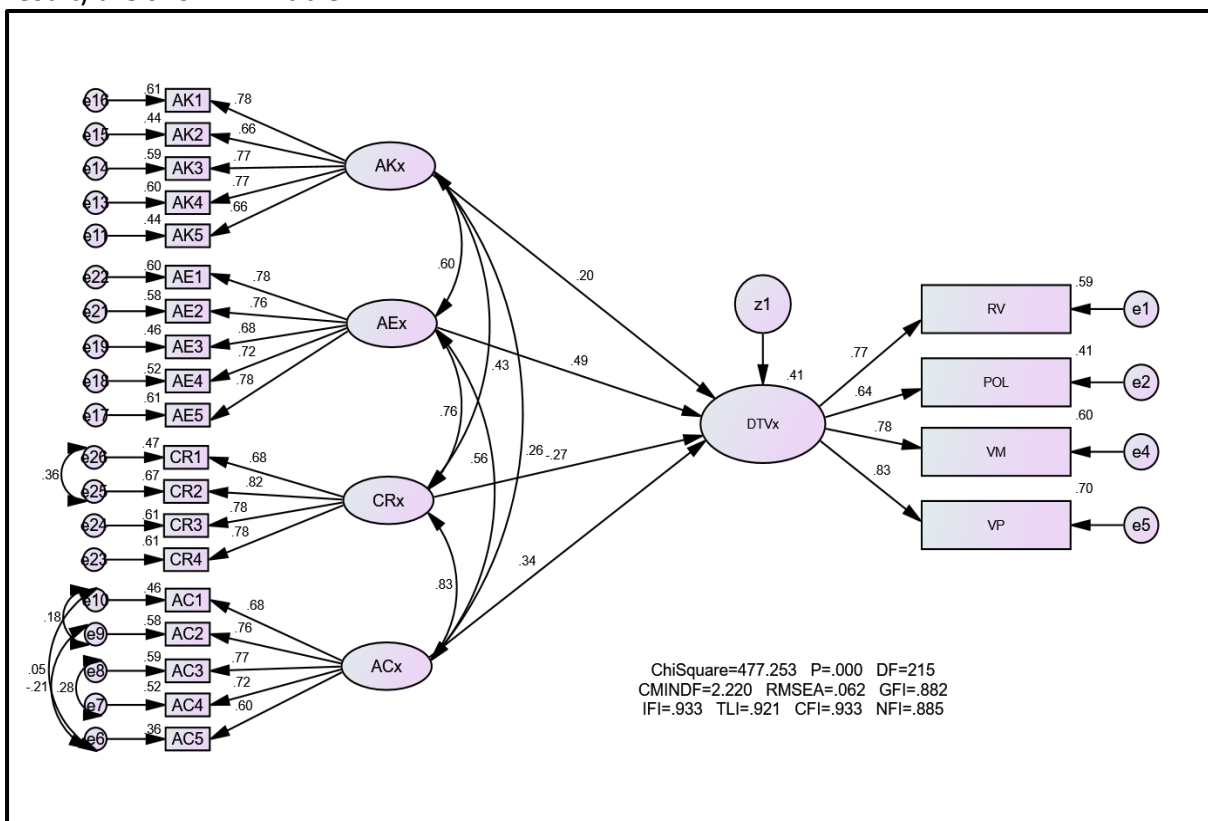 e16 .61 AK1 .78
e15 .44 AK2 .66
e14 .59 AK3 .77
e13 .60 AK4 .77
e11 .44 AK5 .66
AKx
e22 .60 AE1 .78
e21 .58 AE2 .76
e19 .46 AE3 .68
e18 .52 AE4 .72
e17 .61 AE5 .78
AEx
e26 .47 CR1 .68
.36
e25 .67 CR2 .82
e24 .61 CR3 .78
e23 .61 CR4 .78
CRx
e10 .46 AC1 .68
.18
e9 .58 AC2 .76
e8 .59 AC3 .77
.05
-.21 .28
e7 .52 AC4 .72
e6 .36 AC5 .60
ACx
.60
.43
.76
.56
.26
.83
.20
.49
-.27
.34
z1
.41
DTVx
.77 RV .59 e1
.64 POL .41 e2
.78 VM .60 e4
.83 VP .70 e5
ChiSquare=477.253 P=.000 DF=215
CMINDF=2.220 RMSEA=.062 GFI=.882
IFI=.933 TLI=.921 CFI=.933 NFI=.885